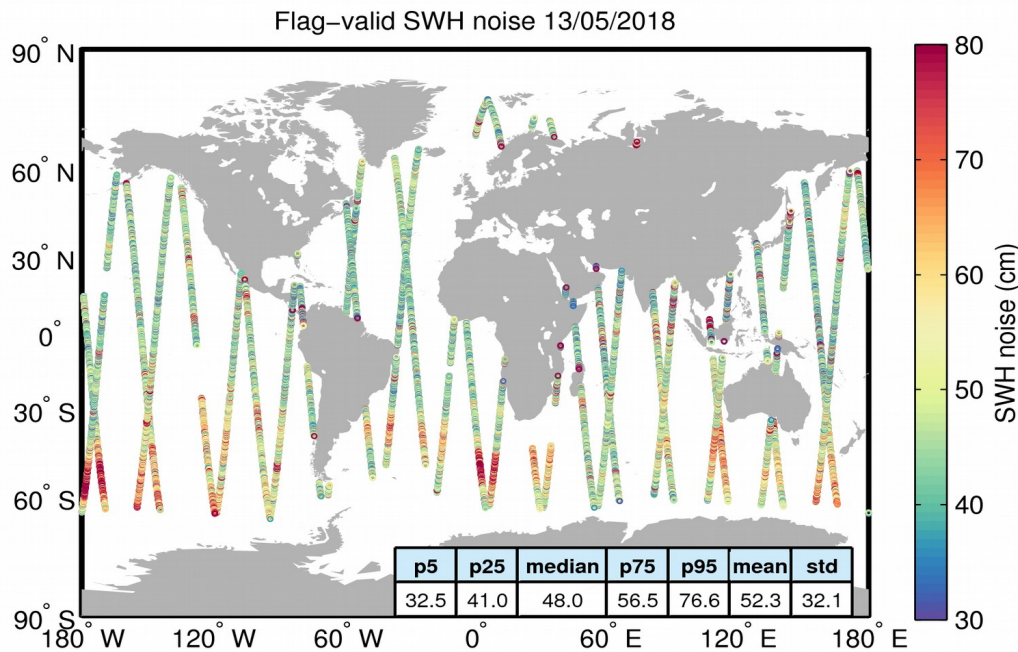 Flag−valid SWH noise 13/05/2018
90° N
60° N
30° N
0°
30° S
60° S
90° S
180° W
120° W
60° W
0°
60° E
120° E
180° E
80
70
60
50
40
30
SWH noise (cm)
p5 p25 median p75 p95 mean std
32.5 41.0 48.0 56.5 76.6 52.3 32.1